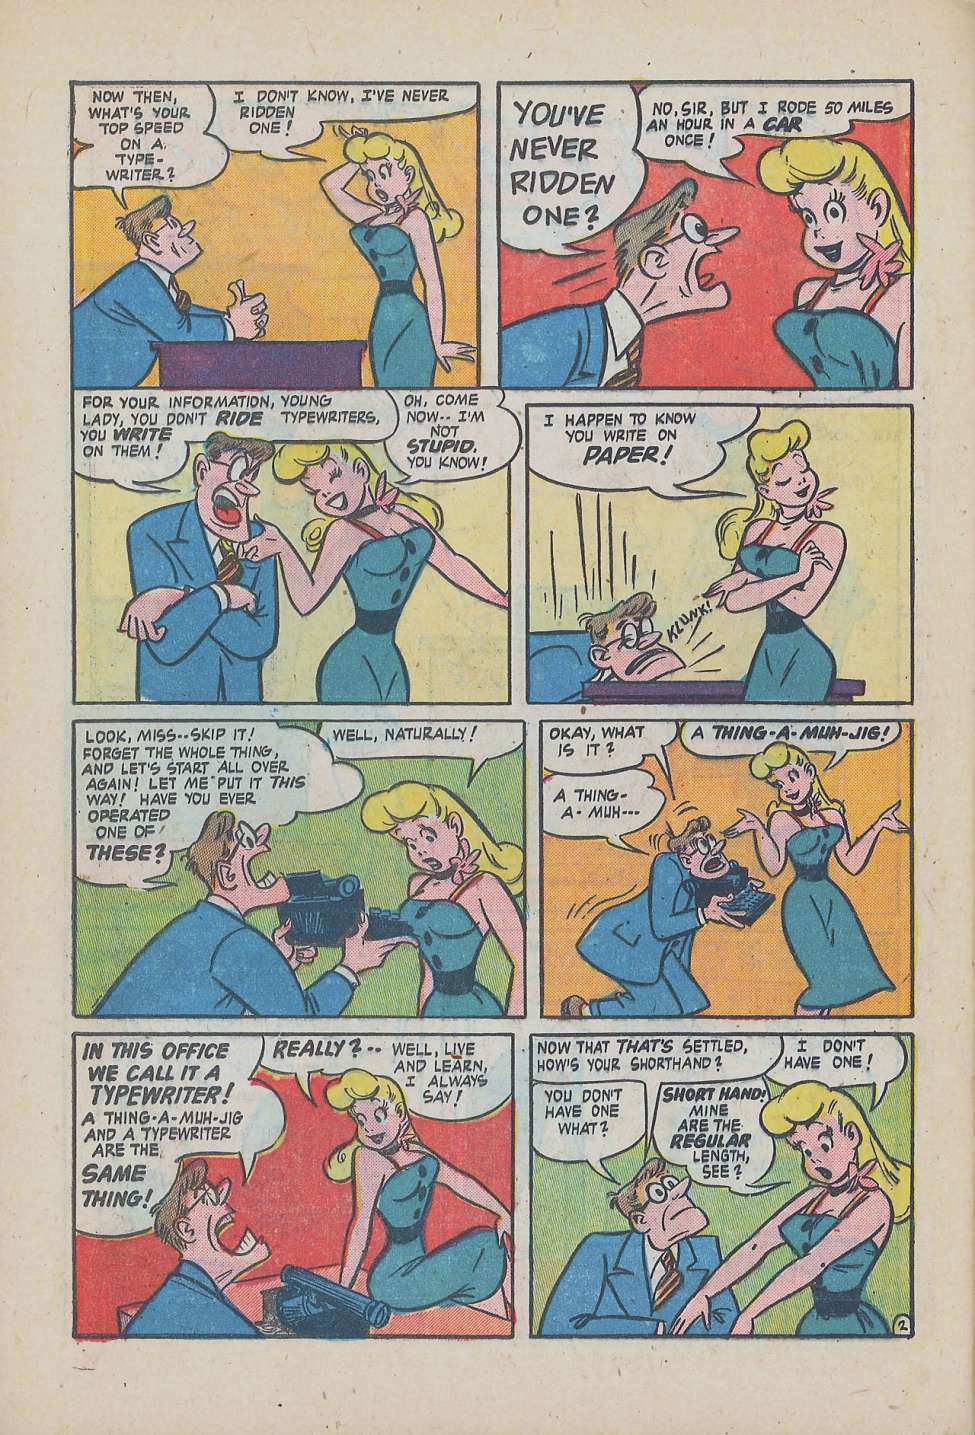 NOW THEN,
WHAT'S YOUR
TOP SPEED
ON A
TYPE-
WRITER?
I DON'T KNOW, I'VE NEVER
RIDDEN
ONE!
YOU'VE
NEVER
RIDDEN
ONE?
NO, SIR, BUT I RODE 50 MILES
AN HOUR IN A CAR
ONCE!
FOR YOUR INFORMATION, YOUNG
LADY, YOU DON'T RIDE TYPEWRITERS,
YOU WRITE
ON THEM!
OH, COME
NOW-- I'M
NOT
STUPID,
YOU KNOW!
I HAPPEN TO KNOW
YOU WRITE ON
PAPER!
KLUNK!
LOOK, MISS--SKIP IT!
FORGET THE WHOLE THING,
AND LET'S START ALL OVER
AGAIN! LET ME PUT IT THIS
WAY! HAVE YOU EVER
OPERATED
ONE OF
THESE?
WELL, NATURALLY!
OKAY, WHAT
IS IT?
A THING-A-MUH-JIG!
A THING-
A-MUH---
IN THIS OFFICE
WE CALL IT A
TYPEWRITER!
A THING-A-MUH-JIG
AND A TYPEWRITER
ARE THE
SAME
THING!
REALLY?-- WELL, LIVE
AND LEARN,
I ALWAYS
SAY!
NOW THAT THAT'S SETTLED,
HOW'S YOUR SHORTHAND?
I DON'T
HAVE ONE!
YOU DON'T
HAVE ONE
WHAT?
SHORT HAND!
MINE
ARE THE
REGULAR
LENGTH,
SEE?
2